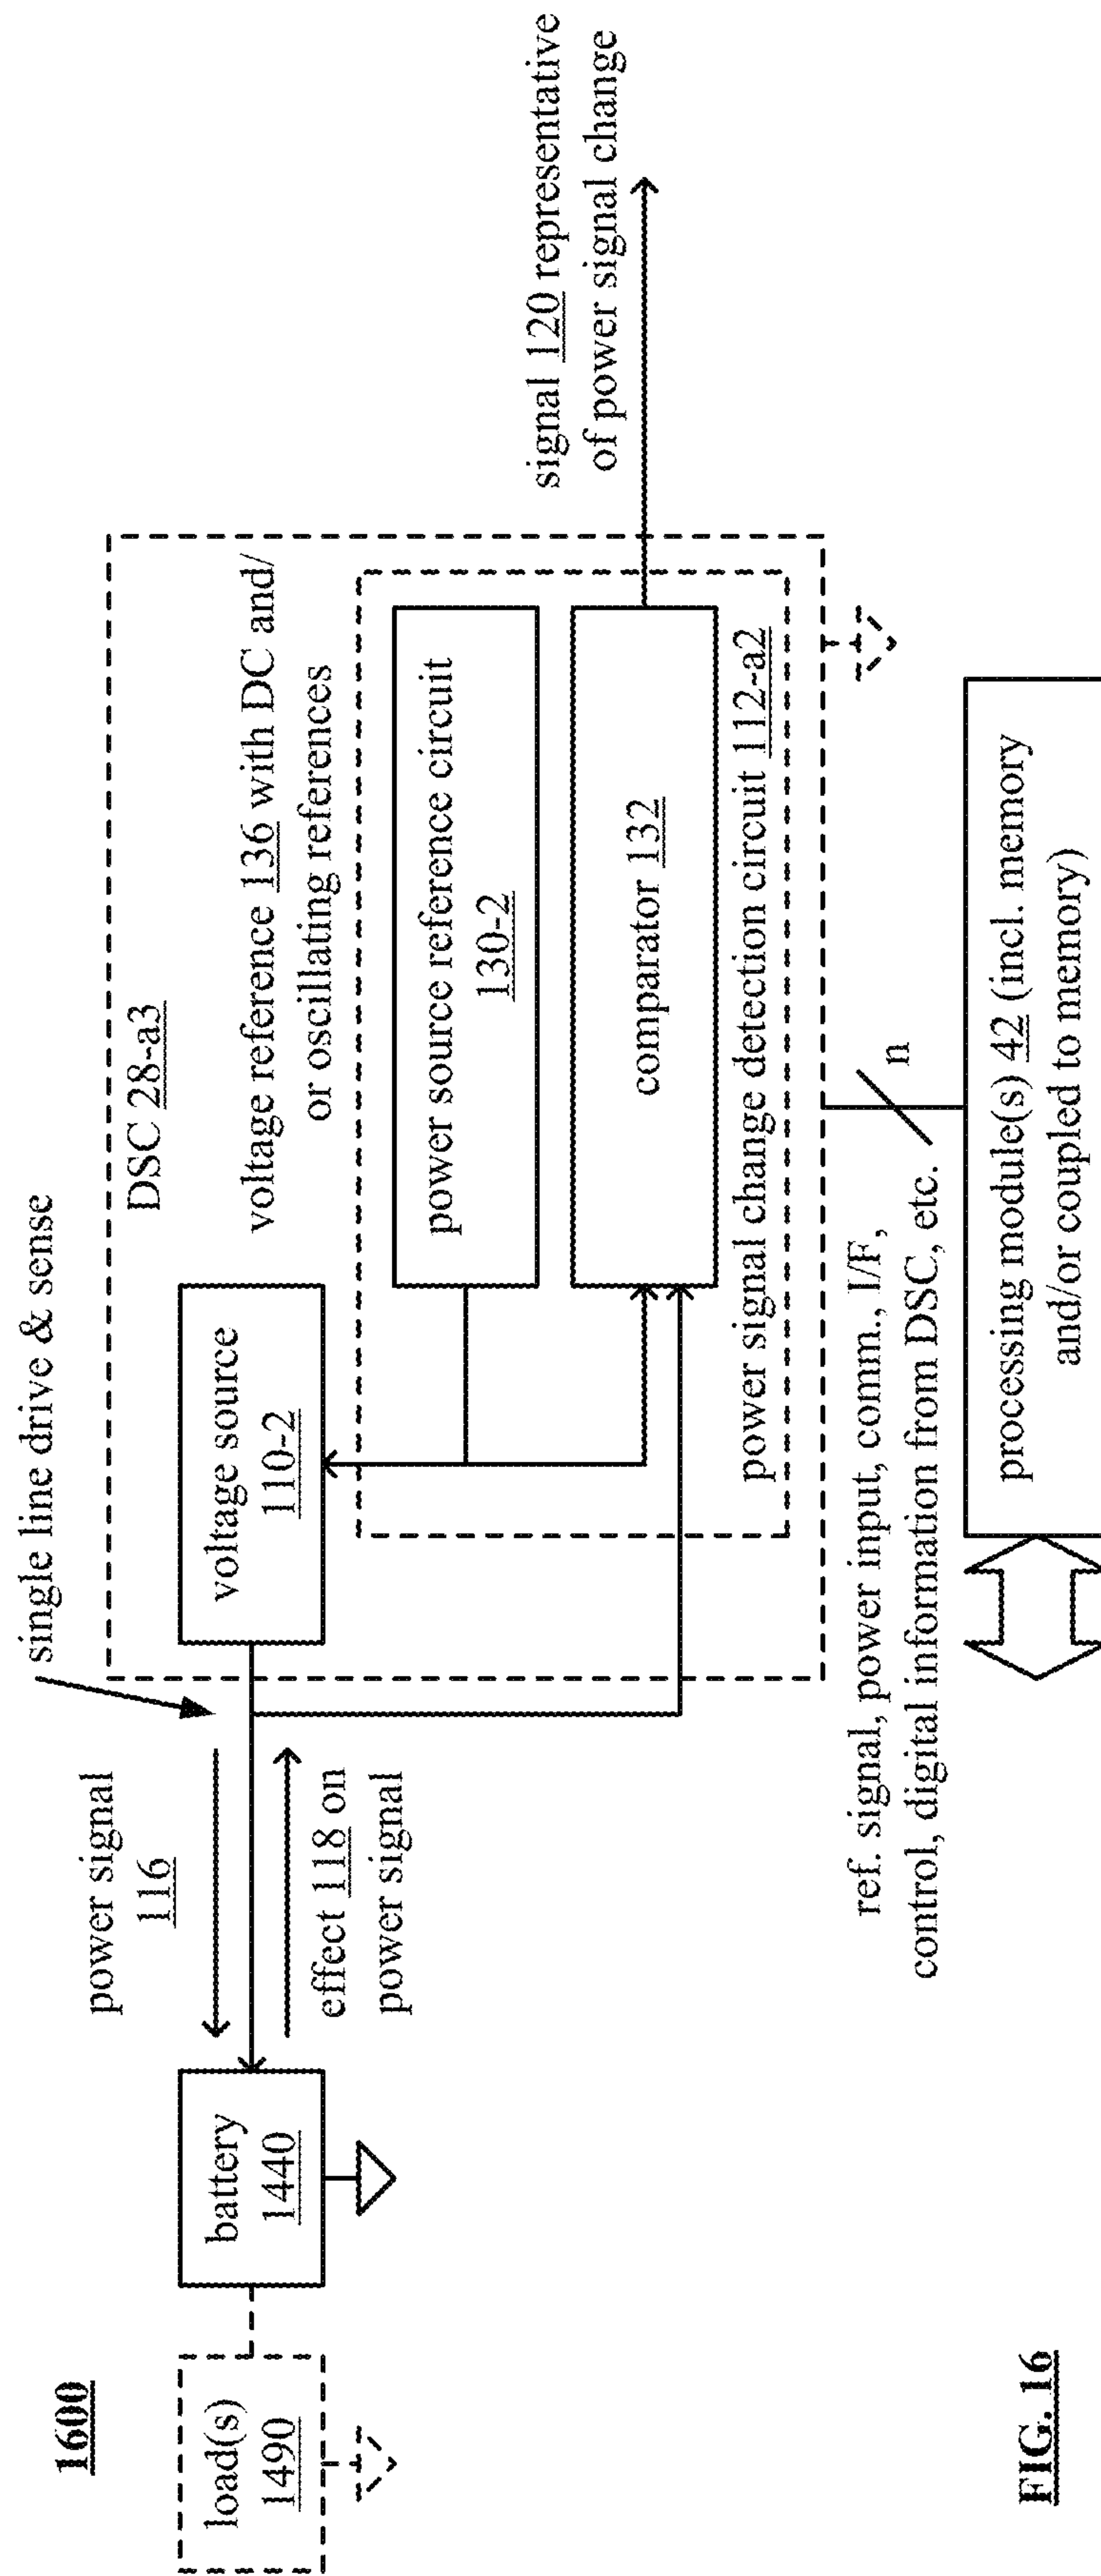 1600
single line drive & sense
power signal
116
effect 118 on
power signal
load(s)
1490
battery
1440
DSC 28-a3
voltage source
110-2
voltage reference 136 with DC and/
or oscillating references
power source reference circuit
130-2
comparator 132
power signal change detection circuit 112-a2
signal 120 representative
of power signal change
ref. signal, power input, comm., I/F,
control, digital information from DSC, etc.
n
processing module(s) 42 (incl. memory
and/or coupled to memory)
FIG. 16